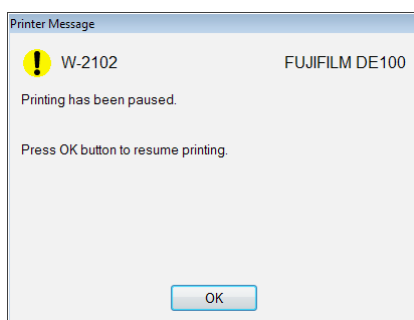 Printer Message
W-2102 FUJIFILM DE100
Printing has been paused.
Press OK button to resume printing.
OK